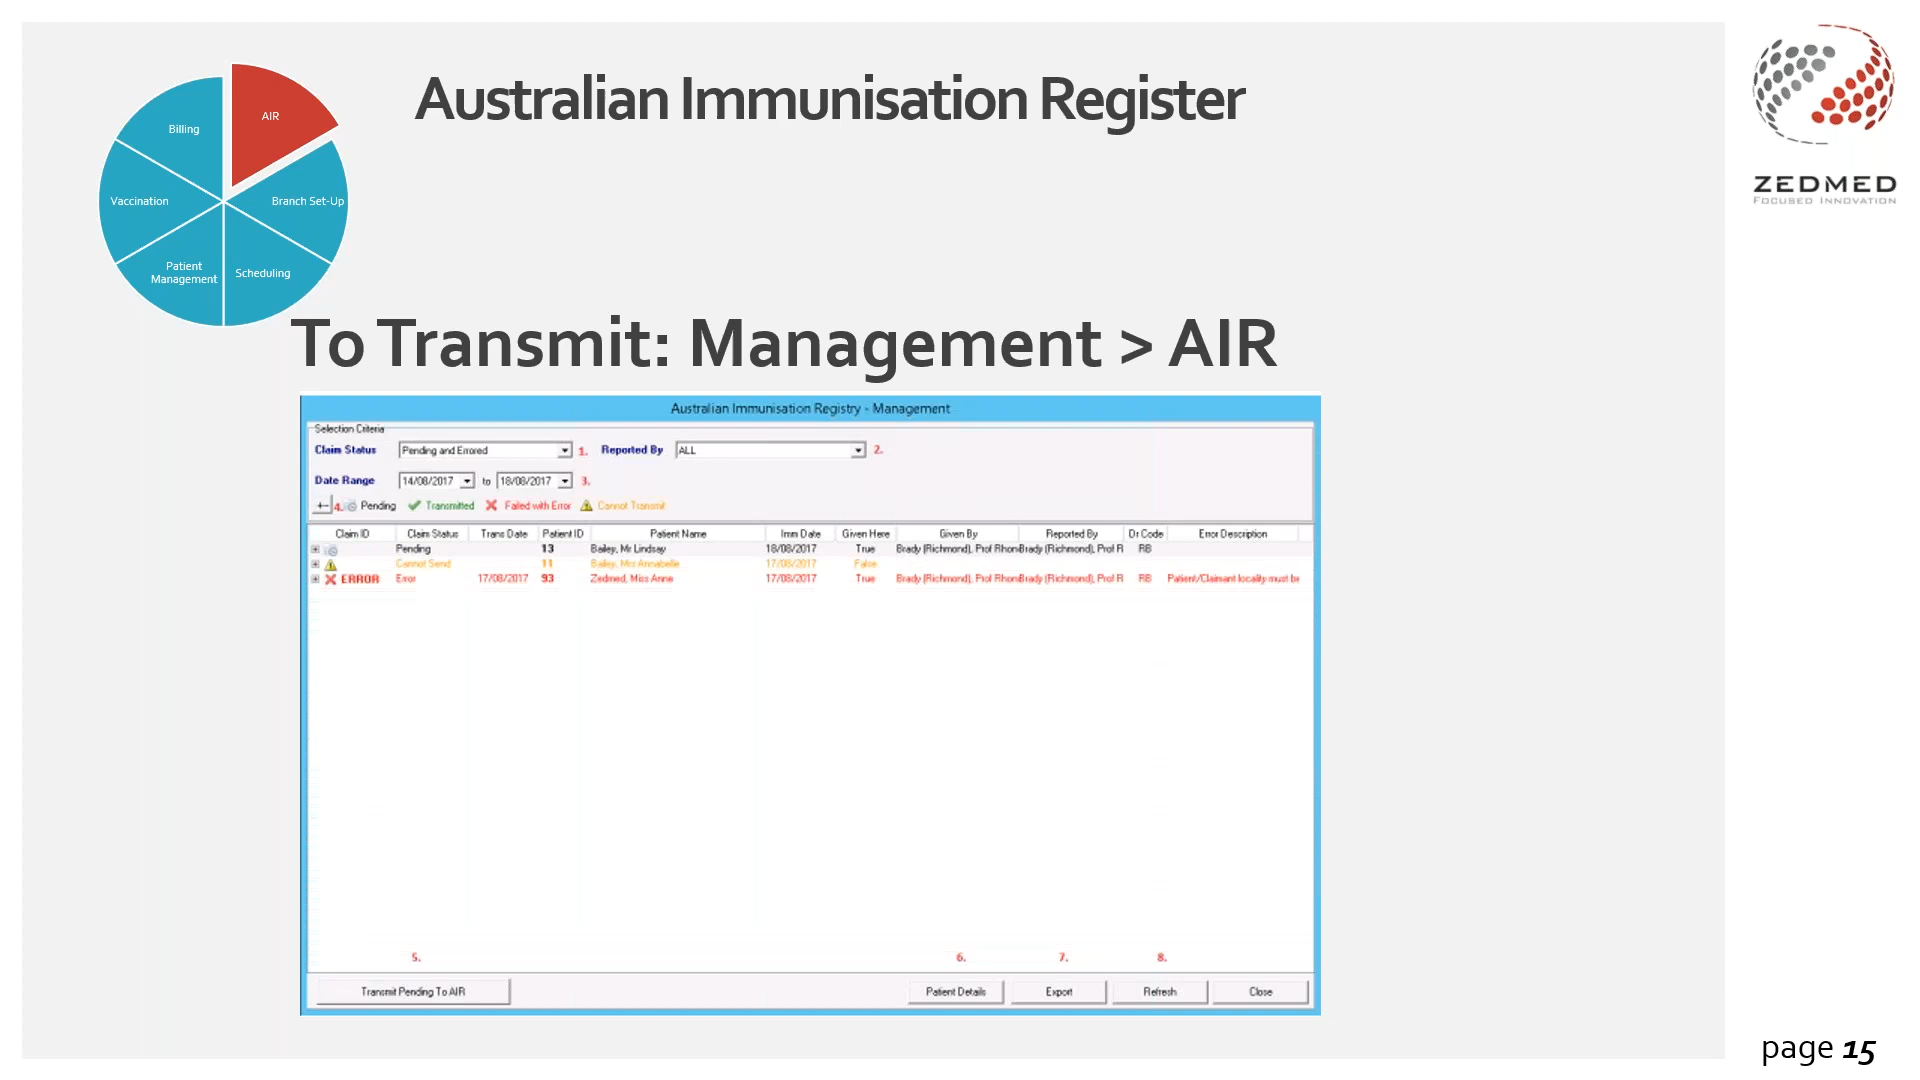 Australian Immunisation Register
AIR
Billing
Vaccination
Branch Set-Up
Patient
Management
Scheduling
ZEDMED
FOCUSED INNOVATION
To Transmit: Management > AIR
Australian Immunisation Registry - Management
Selection Criteria
Claim Status Pending and Errored 1. Reported By ALL 2.
Date Range 14/08/2017 to 18/08/2017 3.
+- 4. Pending Transmitted Failed with Error Cannot Transmit
Claim ID Claim Status Trans Date Patient ID Patient Name Imm Date Given Here Given By Reported By Dr Code Error Description
Pending 13 Bailey, Mr Lindsay 18/08/2017 True Brady (Richmond), Prof Rhon Brady (Richmond), Prof R RB
Cannot Send 11 Bailey, Mrs Annabelle 17/08/2017 False
ERROR Error 17/08/2017 93 Zedmed, Miss Anne 17/08/2017 True Brady (Richmond), Prof Rhon Brady (Richmond), Prof R RB Patient/Claimant locality must be
5. 6. 7. 8.
Transmit Pending To AIR Patient Details Export Refresh Close
page 15